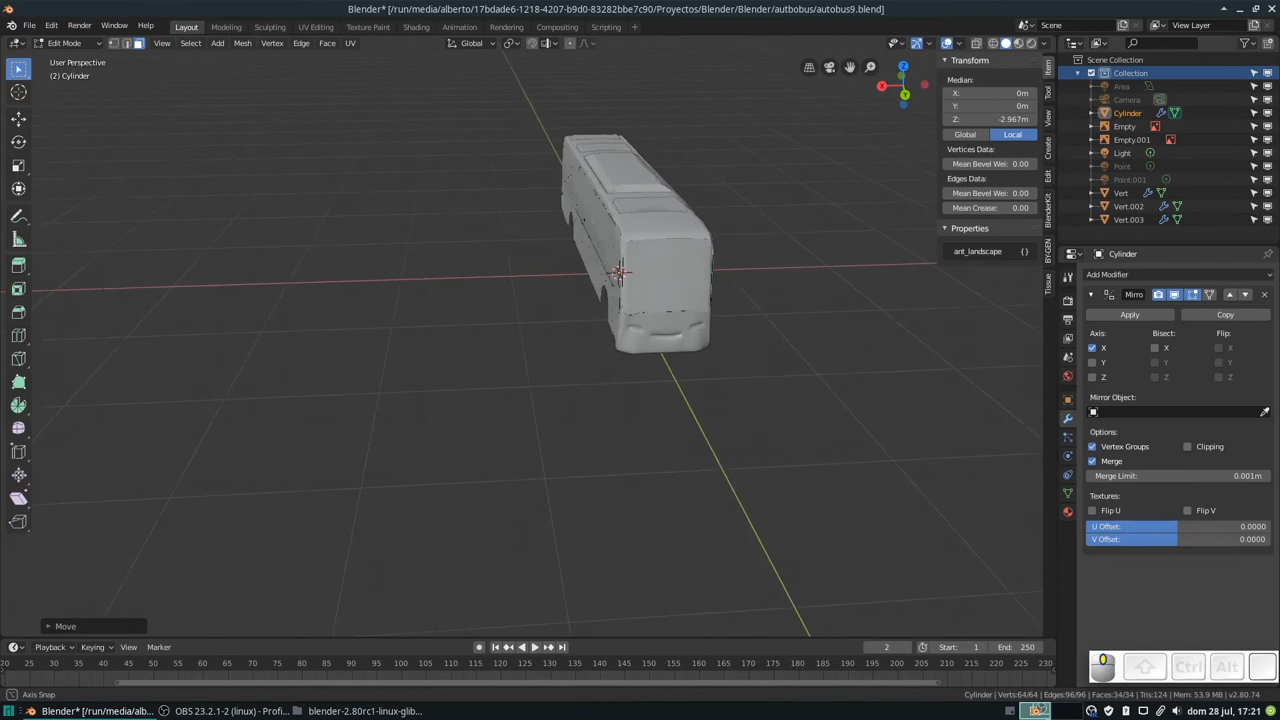 Blender* [/run/media/alberto/17bdade6-1218-4207-b9d0-83282bbe7c90/Proyectos/Blender/autbobus/autobus9.blend]
File Edit Render Window Help Layout Modeling Sculpting UV Editing Texture Paint Shading Animation Rendering Compositing Scripting + Scene View Layer
Edit Mode View Select Add Mesh Vertex Edge Face UV Global
User Perspective
(2) Cylinder
X
Y
Z
Transform
Median:
X: 0m
Y: 0m
Z: -2.967m
Global Local
Vertices Data:
Mean Bevel Wei: 0.00
Edges Data:
Mean Bevel Wei: 0.00
Mean Crease: 0.00
Properties
ant_landscape {}
Item
Tool
View
Create
Edit
BlenderKit
BY-GEN
Tissue
Scene Collection
Collection
Area
Camera
Cylinder
Empty
Empty.001
Light
Point
Point.001
Vert
Vert.002
Vert.003
Cylinder
Add Modifier
Mirro
Apply Copy
Axis: Bisect: Flip:
X X X
Y Y Y
Z Z Z
Mirror Object:
Options:
Vertex Groups Clipping
Merge
Merge Limit: 0.001m
Textures:
Flip U Flip V
U Offset: 0.0000
V Offset: 0.0000
Move
Playback Keying View Marker 2 Start: 1 End: 250
20 25 30 35 40 45 50 55 60 65 70 75 80 85 90 95 100 105 110 115 120 125 130 135 140 145 150 155 160 165 170 175 180 185 190 195 200 205 210 215 220 225 230
Ctrl Alt
Axis Snap
Cylinder | Verts:64/64 | Edges:96/96 | Faces:34/34 | Tris:124 | Mem: 53.9 MB | v2.80.74
Blender* [/run/media/alb... OBS 23.2.1-2 (linux) - Profi... blender-2.80rc1-linux-glib... dom 28 jul, 17:21